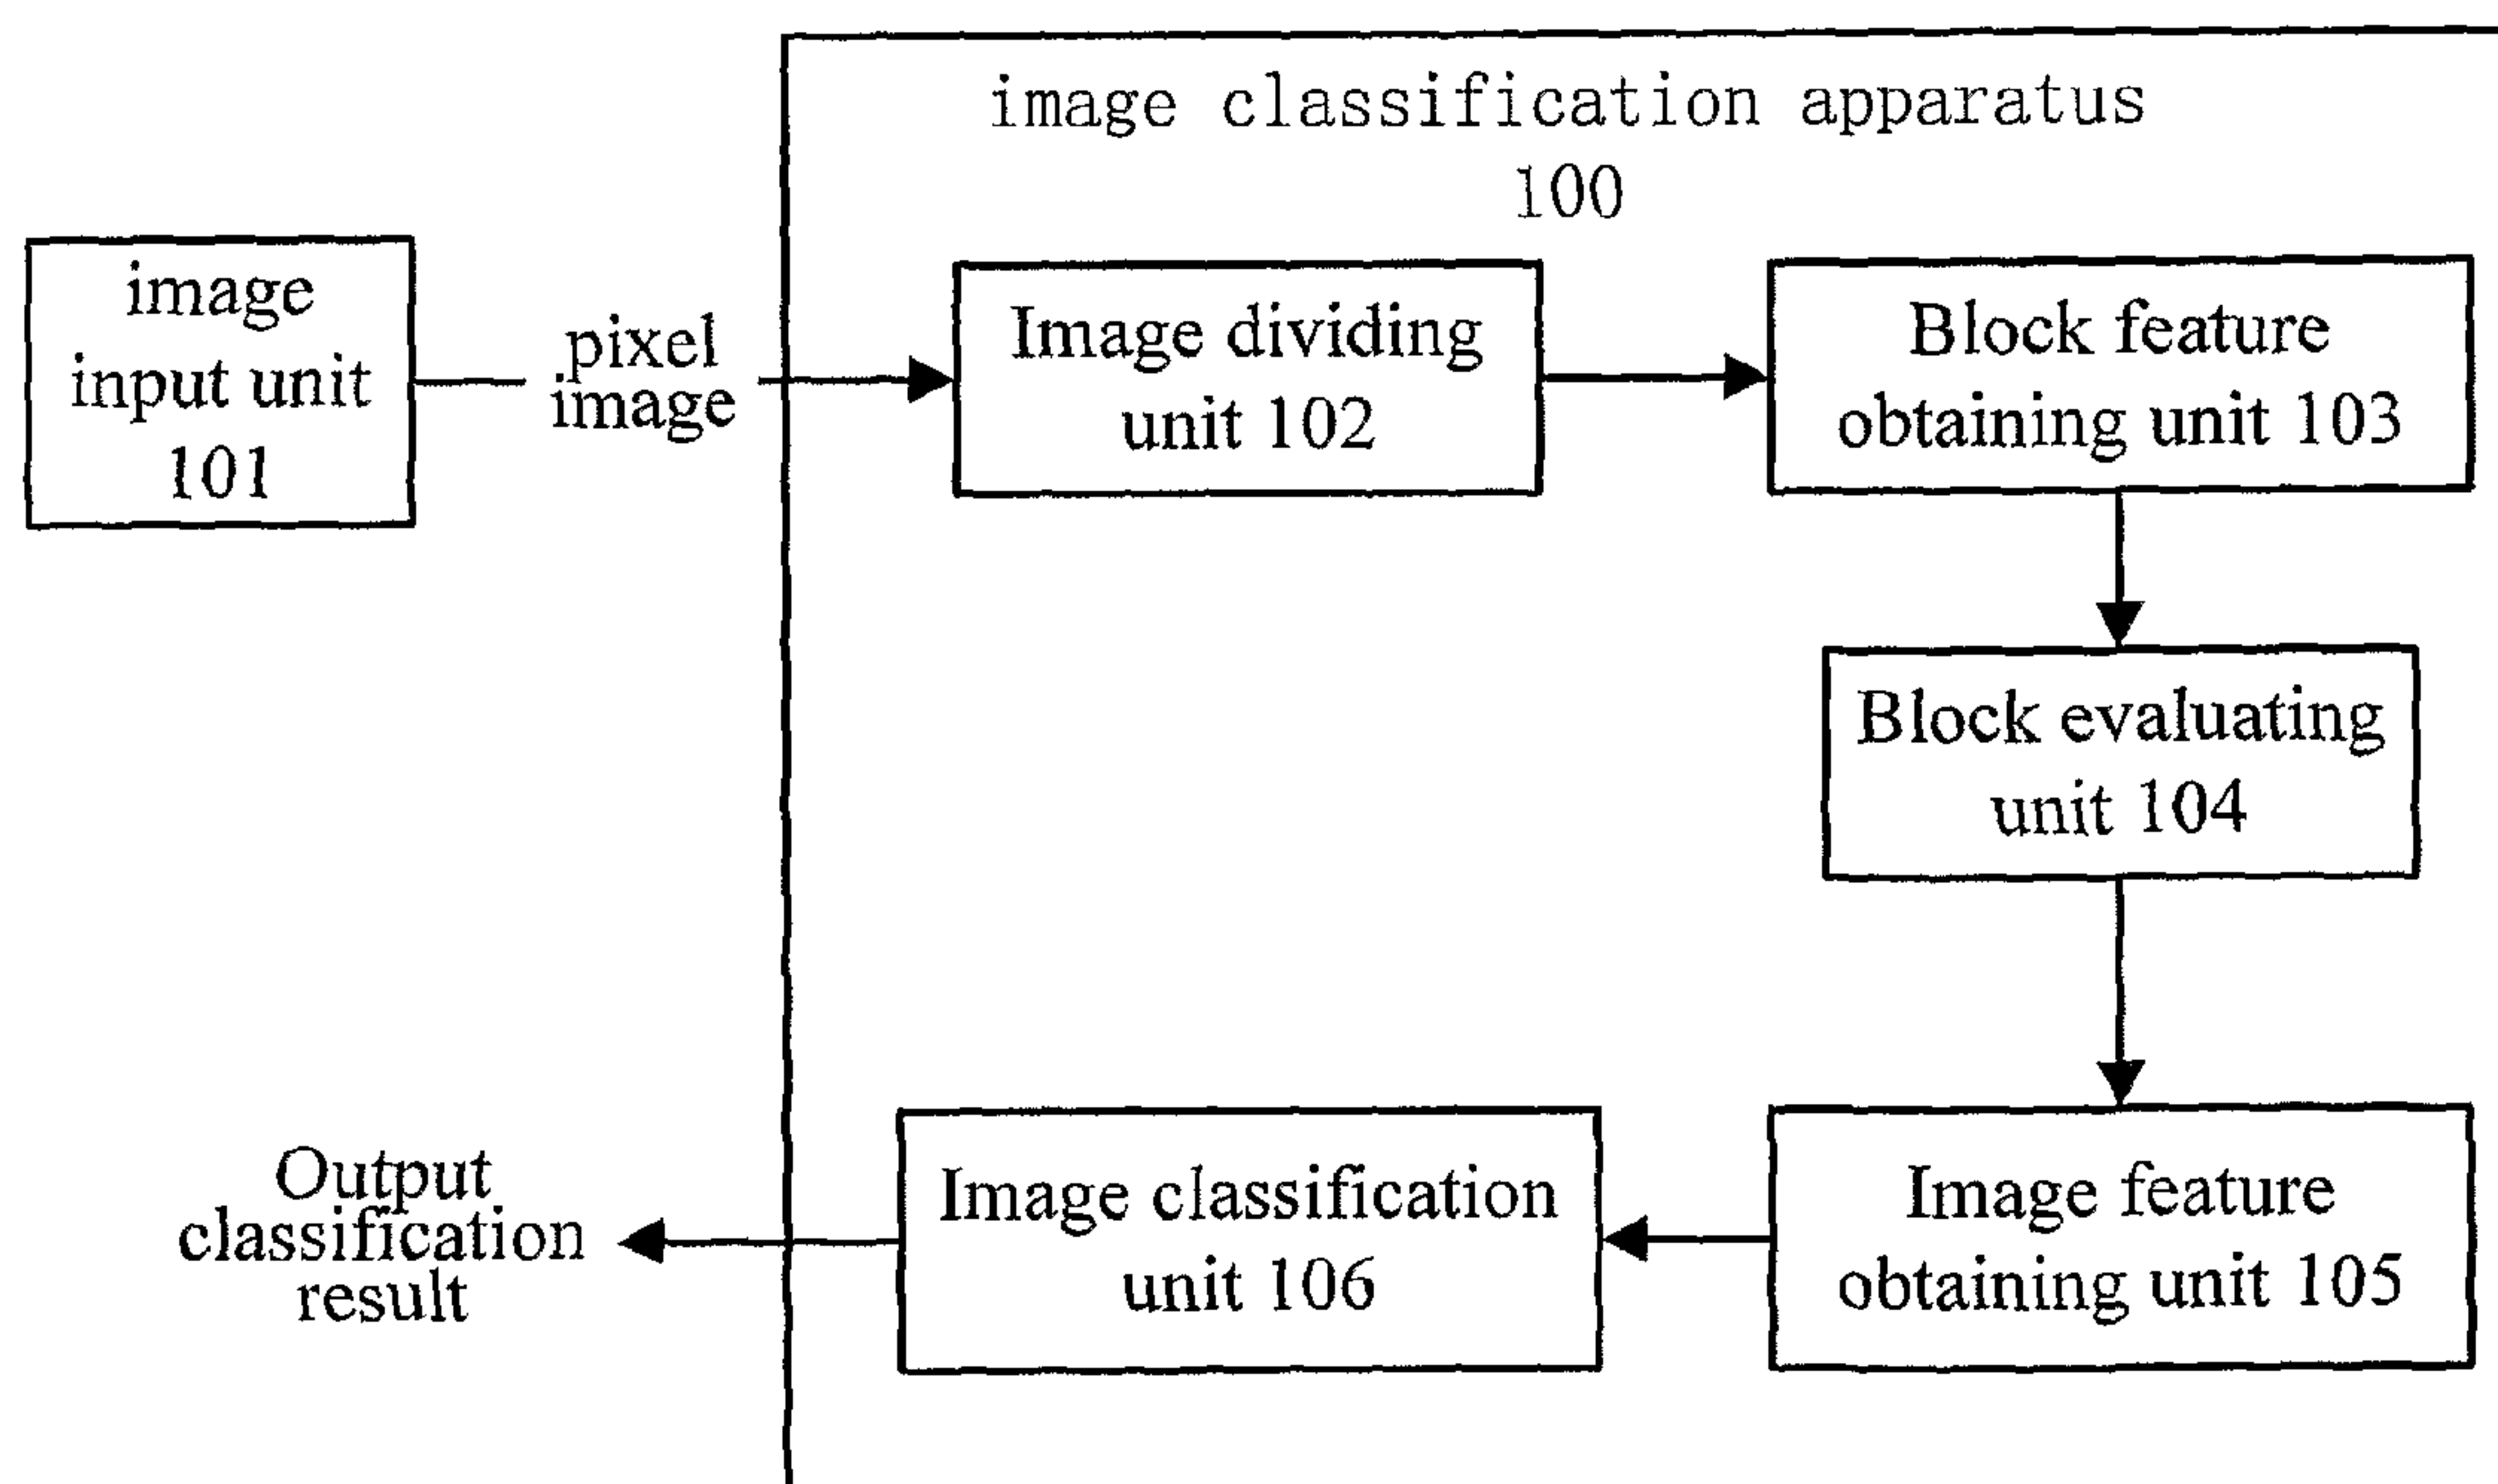 image classification apparatus
100
image
input unit
101
pixel
image
Image dividing
unit 102
Block feature
obtaining unit 103
Block evaluating
unit 104
Output
classification
result
Image classification
unit 106
Image feature
obtaining unit 105